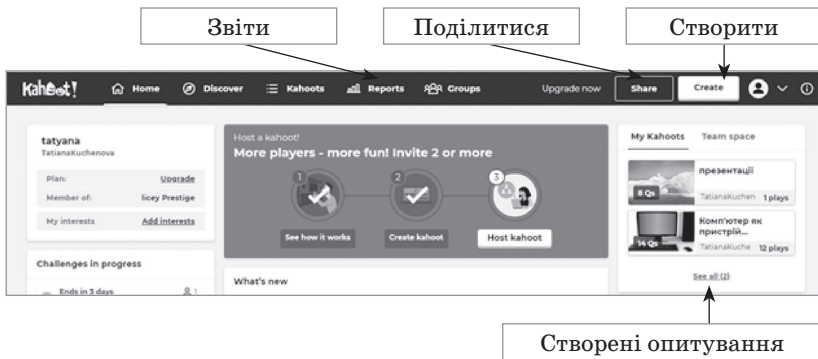 Звіти
Поділитися
Створити
Kahoot!
Home
Discover
Kahoots
Reports
Groups
Upgrade now
Share
Create
tatyana
TatianaKuchenova
Plan: Upgrade
Member of: licey Prestige
My interests Add interests
Challenges in progress
Ends in 3 days 1
Host a kahoot!
More players - more fun! Invite 2 or more
1
2
3
See how it works
Create kahoot
Host kahoot
What's new
My Kahoots Team space
презентації
8 Qs
TatianaKuchen 1 plays
Комп'ютер як
пристрій...
14 Qs
TatianaKuche 12 plays
See all (2)
Створені опитування